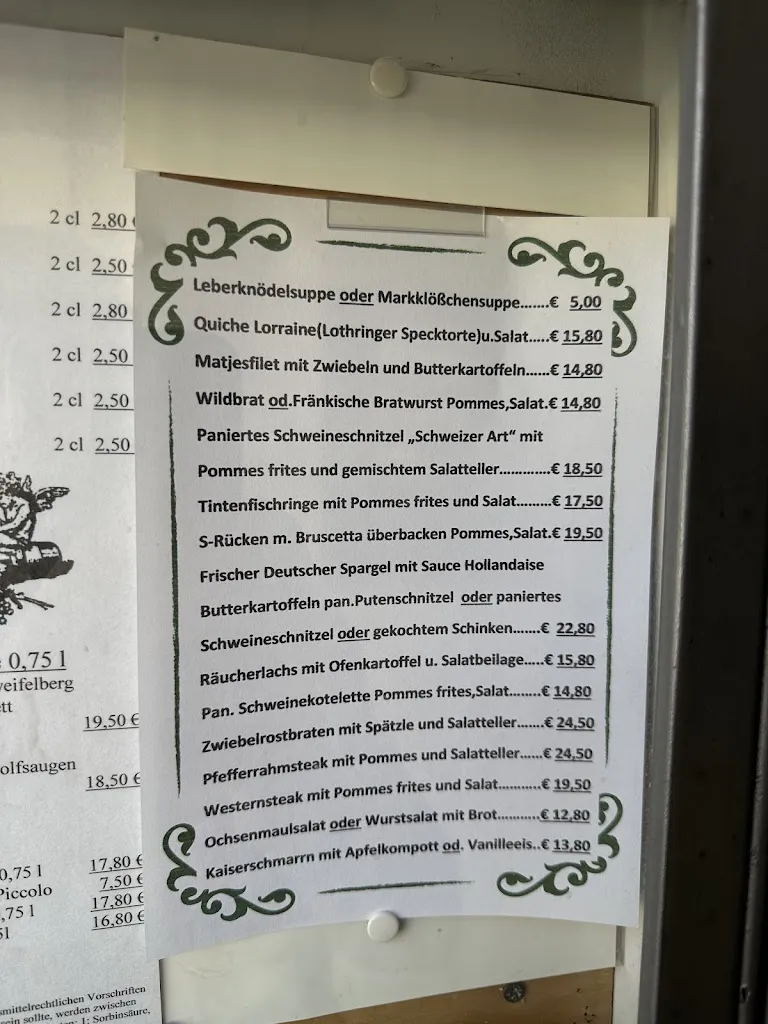 2 cl 2,80 €
2 cl 2,50
2 cl 2,80
2 cl 2,50
2 cl 2,50
2 cl 2,50
0,75 l
19,50 €
18,50 €
0,75 l 17,80 €
Piccolo 7,50 €
,75 l 17,80 €
16,80 €
Leberknödelsuppe oder Markklößchensuppe.......€ 5,00
Quiche Lorraine(Lothringer Specktorte)u.Salat.....€ 15,80
Matjesfilet mit Zwiebeln und Butterkartoffeln......€ 14,80
Wildbrat od.Fränkische Bratwurst Pommes,Salat.€ 14,80
Paniertes Schweineschnitzel „Schweizer Art“ mit
Pommes frites und gemischtem Salatteller.............€ 18,50
Tintenfischringe mit Pommes frites und Salat.........€ 17,50
S-Rücken m. Bruscetta überbacken Pommes,Salat.€ 19,50
Frischer Deutscher Spargel mit Sauce Hollandaise
Butterkartoffeln pan.Putenschnitzel oder paniertes
Schweineschnitzel oder gekochtem Schinken.......€ 22,80
Räucherlachs mit Ofenkartoffel u. Salatbeilage.....€ 15,80
Pan. Schweinekotelette Pommes frites,Salat........€ 14,80
Zwiebelrostbraten mit Spätzle und Salatteller......€ 24,50
Pfefferrahmsteak mit Pommes und Salatteller......€ 24,50
Westernsteak mit Pommes frites und Salat...........€ 19,50
Ochsenmaulsalat oder Wurstsalat mit Brot...........€ 12,80
Kaiserschmarrn mit Apfelkompott od. Vanilleeis..€ 13,80